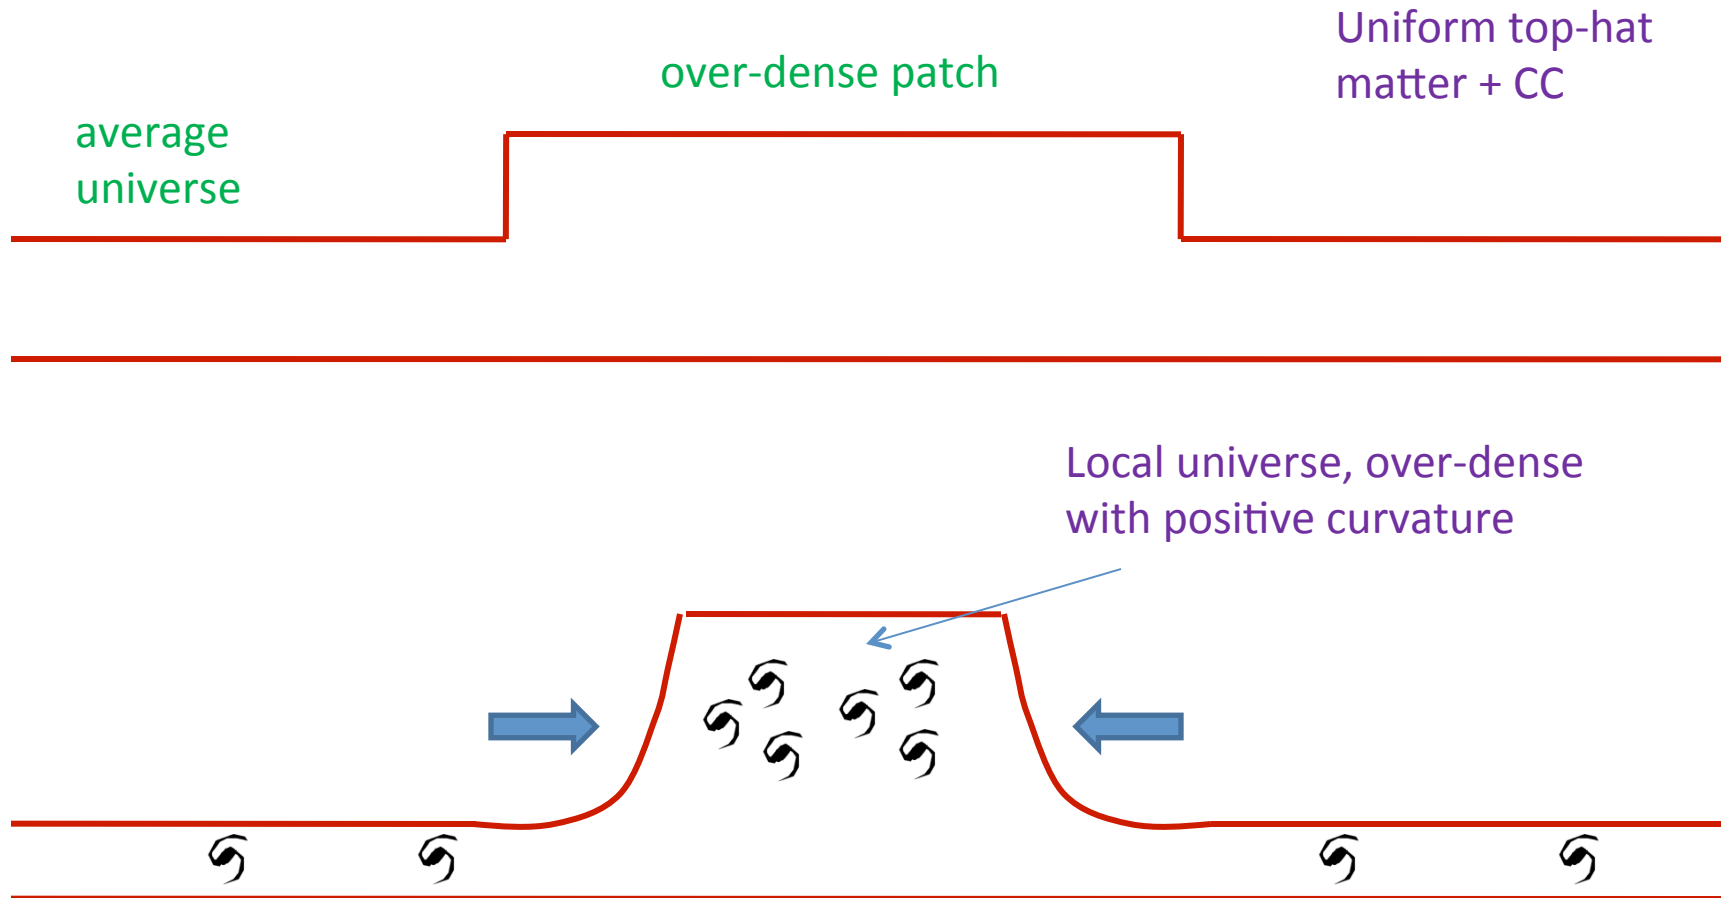 Uniform top-hat
matter + CC
over-dense patch
average
universe
Local universe, over-dense
with positive curvature